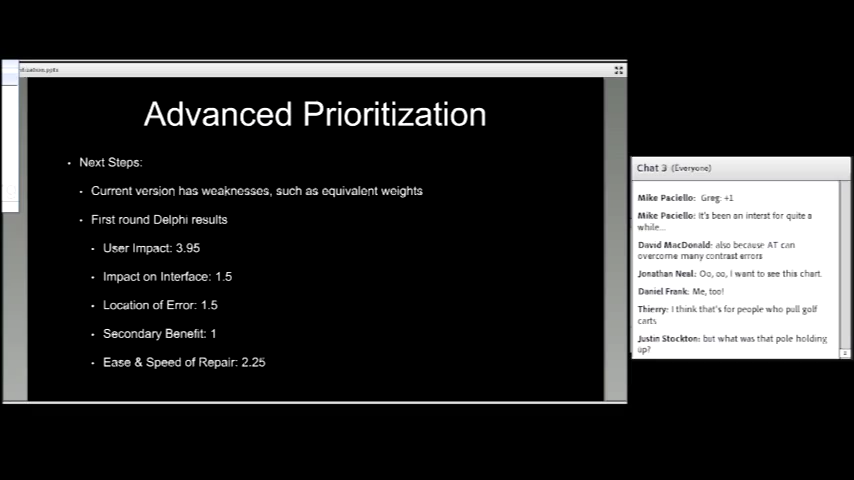 Advanced Prioritization
Next Steps:
Current version has weaknesses, such as equivalent weights
First round Delphi results
User Impact: 3.95
Impact on Interface: 1.5
Location of Error: 1.5
Secondary Benefit: 1
Ease & Speed of Repair: 2.25
Chat 3 (Everyone)
Mike Paciello: Greg: +1
Mike Paciello: It's been an interst for quite a
while...
David MacDonald: also because AT can
overcome many contrast errors
Jonathan Neal: Oo, oo, I want to see this chart.
Daniel Frank: Me, too!
Thierry: I think that's for people who pull golf
carts
Justin Stockton: but what was that pole holding
up?